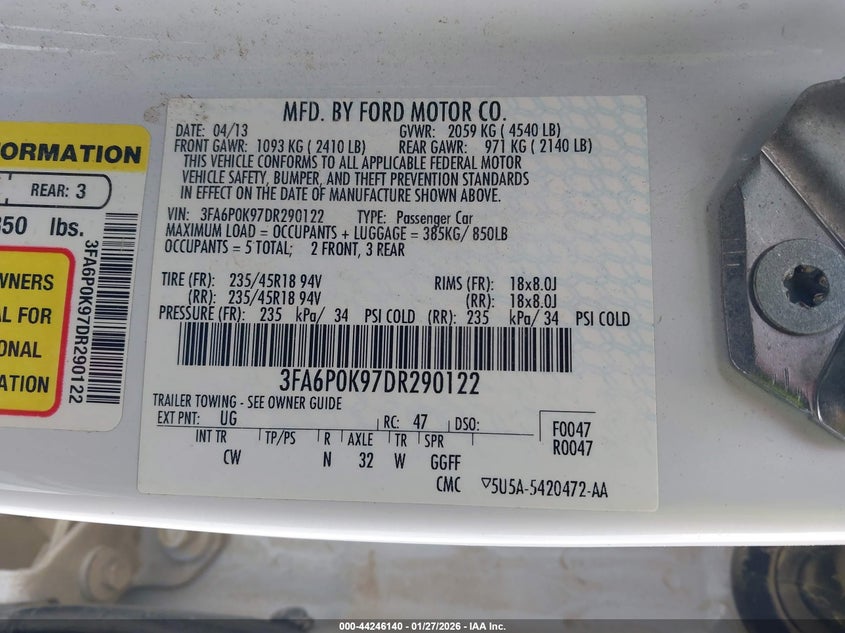 MFD. BY FORD MOTOR CO.
DATE: 04/13 GVWR: 2059 KG ( 4540 LB)
FRONT GAWR: 1093 KG ( 2410 LB) REAR GAWR: 971 KG ( 2140 LB)
THIS VEHICLE CONFORMS TO ALL APPLICABLE FEDERAL MOTOR
VEHICLE SAFETY, BUMPER, AND THEFT PREVENTION STANDARDS
IN EFFECT ON THE DATE OF MANUFACTURE SHOWN ABOVE.
VIN: 3FA6P0K97DR290122 TYPE: Passenger Car
MAXIMUM LOAD = OCCUPANTS + LUGGAGE = 385KG/ 850LB
OCCUPANTS = 5 TOTAL; 2 FRONT, 3 REAR
TIRE (FR): 235/45R18 94V RIMS (FR): 18x8.0J
(RR): 235/45R18 94V (RR): 18x8.0J
PRESSURE (FR): 235 kPa/ 34 PSI COLD (RR): 235 kPa/ 34 PSI COLD
3FA6P0K97DR290122
TRAILER TOWING - SEE OWNER GUIDE
EXT PNT: UG RC: 47 DSO:
F0047
R0047
INT TR TP/PS R AXLE TR SPR
CW N 32 W GGFF
CMC ▽5U5A-5420472-AA
ORMATION
REAR: 3
850 lbs.
WNERS
AL FOR
ONAL
ATION
3FA6P0K97DR290122
000-44246140 - 01/27/2026 - IAA Inc.